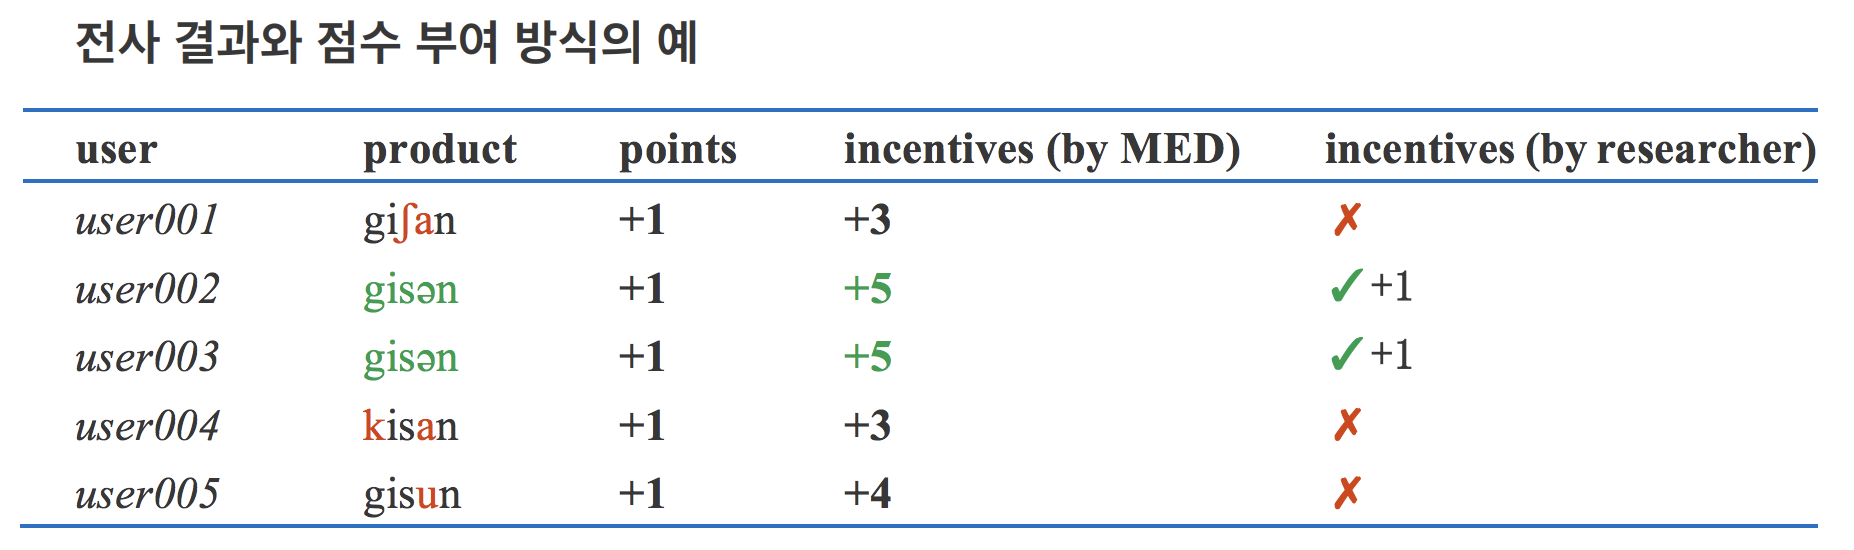 전사 결과와 점수 부여 방식의 예
user product points incentives (by MED) incentives (by researcher)
user001 giʃan +1 +3 ✗
user002 gisən +1 +5 ✓+1
user003 gisən +1 +5 ✓+1
user004 kisan +1 +3 ✗
user005 gisun +1 +4 ✗